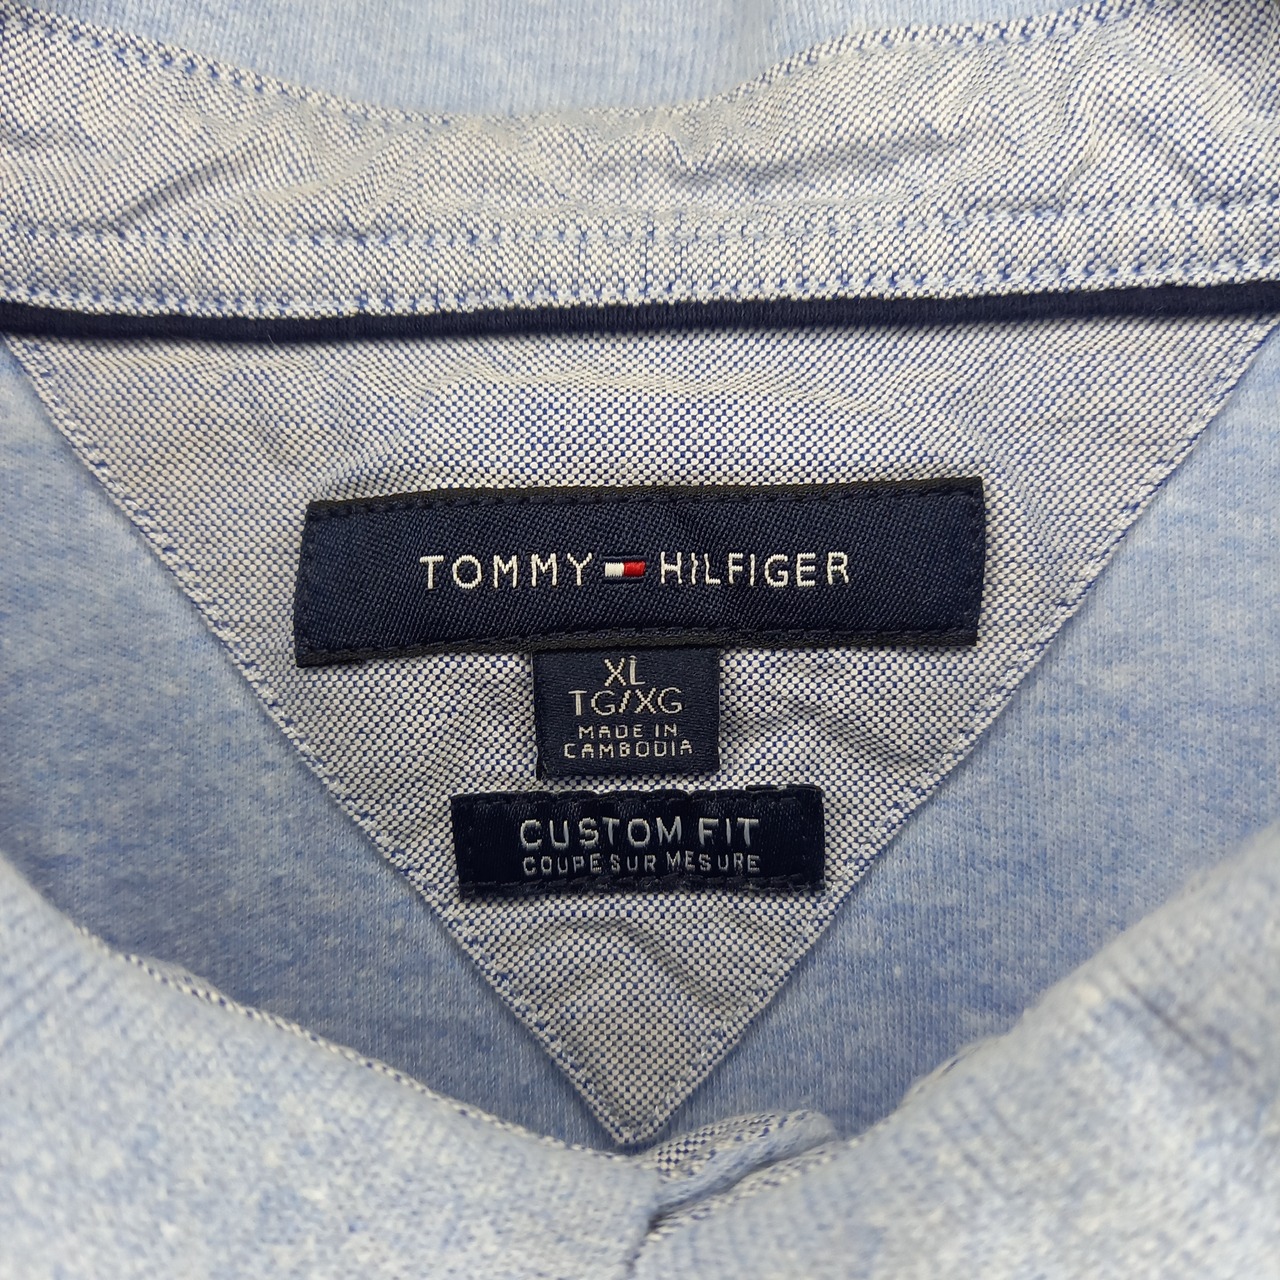 TOMMY HILFIGER
XL
TG/XG
MADE IN
CAMBODIA
CUSTOM FIT
COUPE SUR MESURE